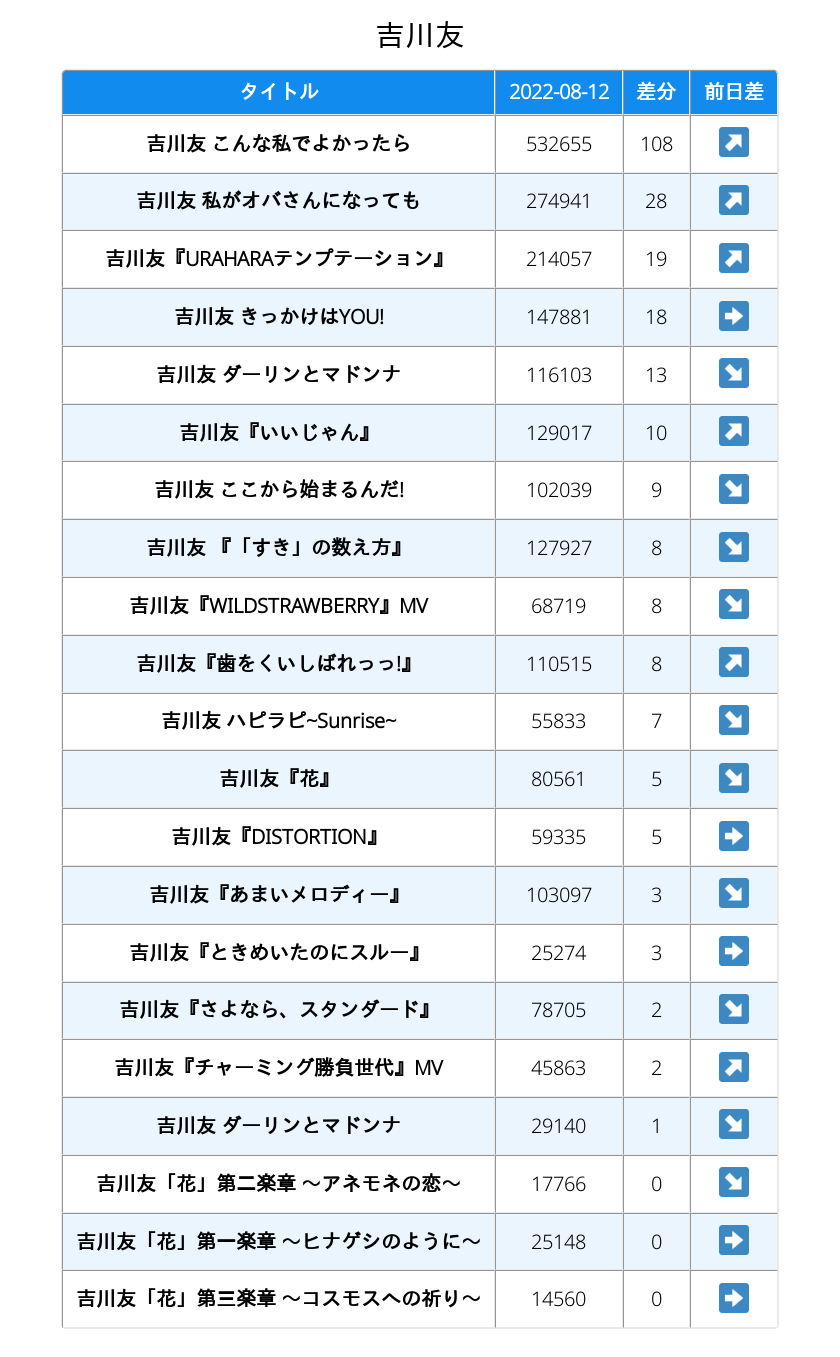 吉川友
タイトル 2022-08-12 差分 前日差
吉川友 こんな私でよかったら 532655 108 ↗
吉川友 私がオバさんになっても 274941 28 ↗
吉川友『URAHARAテンプテーション』 214057 19 ↗
吉川友 きっかけはYOU! 147881 18 ➡
吉川友 ダーリンとマドンナ 116103 13 ↘
吉川友『いいじゃん』 129017 10 ↗
吉川友 ここから始まるんだ! 102039 9 ↘
吉川友 『「すき」の数え方』 127927 8 ↘
吉川友『WILDSTRAWBERRY』MV 68719 8 ↘
吉川友『歯をくいしばれっっ!』 110515 8 ↗
吉川友 ハピラピ~Sunrise~ 55833 7 ↘
吉川友『花』 80561 5 ↘
吉川友『DISTORTION』 59335 5 ➡
吉川友『あまいメロディー』 103097 3 ↘
吉川友『ときめいたのにスルー』 25274 3 ➡
吉川友『さよなら、スタンダード』 78705 2 ↘
吉川友『チャーミング勝負世代』MV 45863 2 ↗
吉川友 ダーリンとマドンナ 29140 1 ↘
吉川友「花」第二楽章 ～アネモネの恋～ 17766 0 ↘
吉川友「花」第一楽章 ～ヒナゲシのように～ 25148 0 ➡
吉川友「花」第三楽章 ～コスモスへの祈り～ 14560 0 ➡